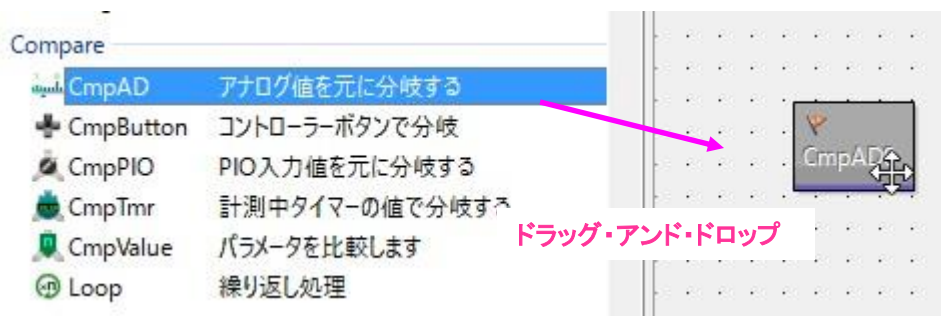 Compare
CmpAD アナログ値を元に分岐する
CmpButton コントローラーボタンで分岐
CmpPIO PIO入力値を元に分岐する
CmpTmr 計測中タイマーの値で分岐する
CmpValue パラメータを比較します
Loop 繰り返し処理
CmpAD
ドラッグ・アンド・ドロップ